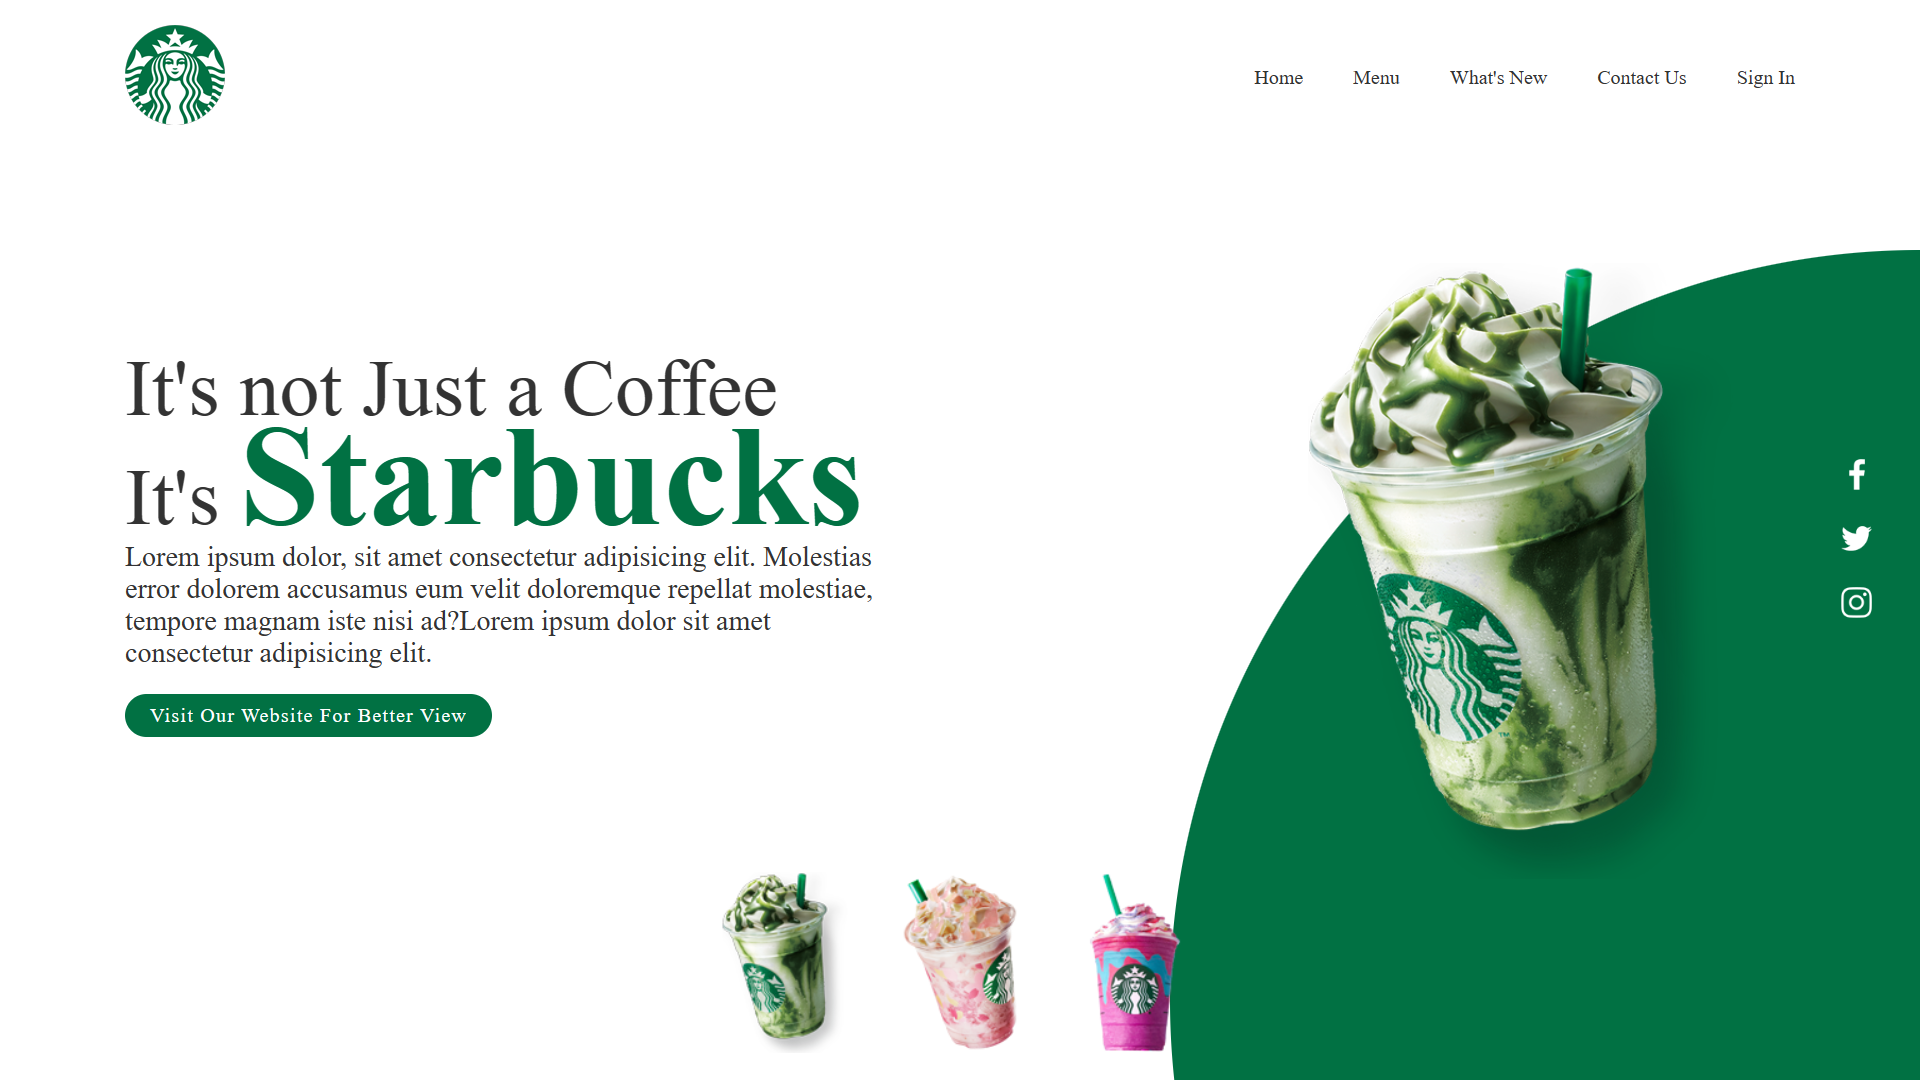 Home Menu What's New Contact Us Sign In
It's not Just a Coffee
It's Starbucks
Lorem ipsum dolor, sit amet consectetur adipisicing elit. Molestias
error dolorem accusamus eum velit doloremque repellat molestiae,
tempore magnam iste nisi ad?Lorem ipsum dolor sit amet
consectetur adipisicing elit.
Visit Our Website For Better View